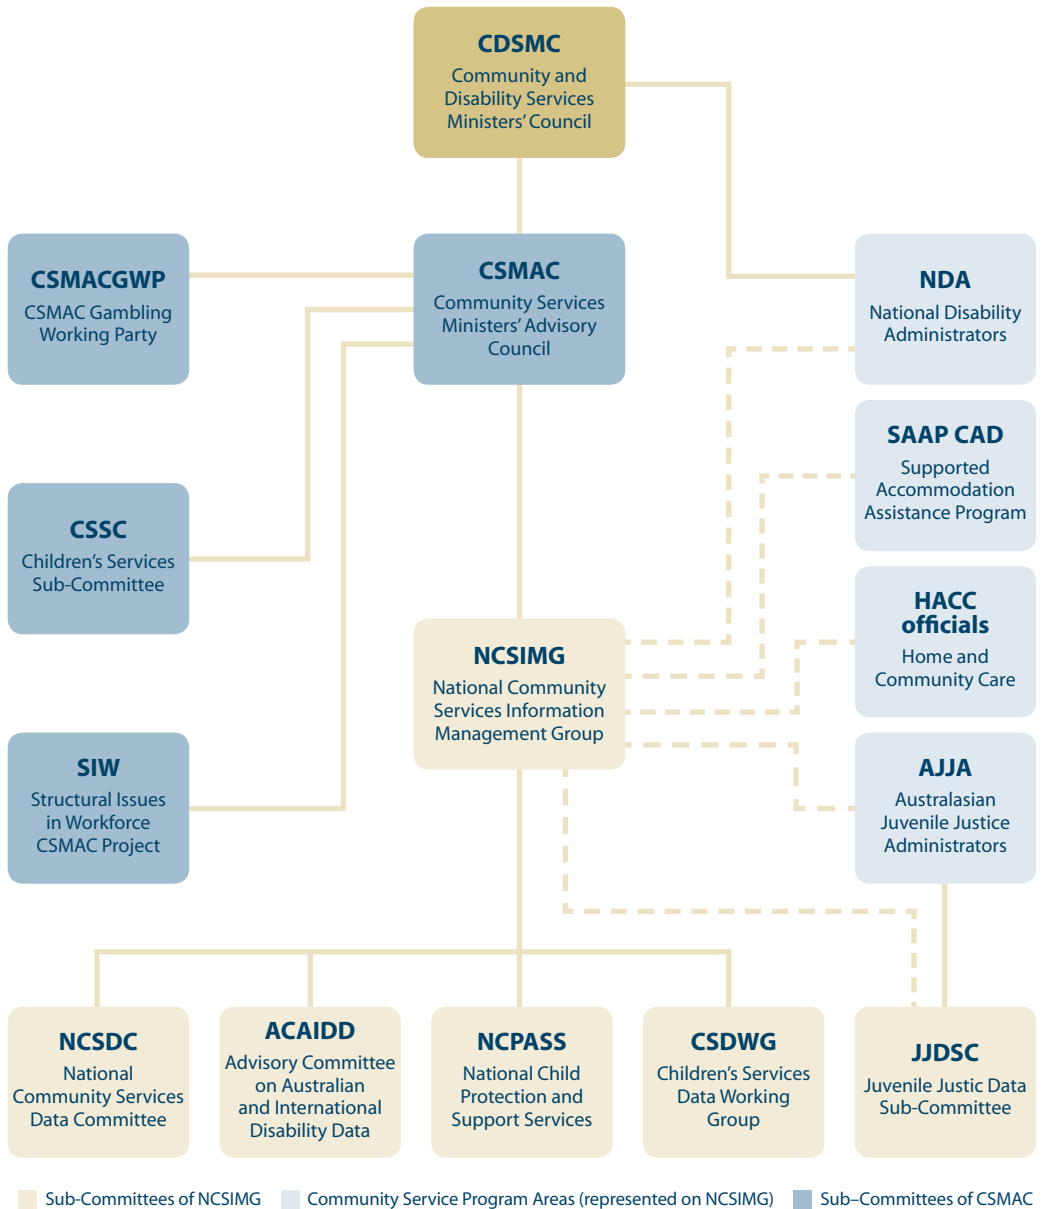 CDSMC
Community and
Disability Services
Ministers’ Council
CSMACGWP
CSMAC Gambling
Working Party
CSMAC
Community Services
Ministers’ Advisory
Council
NDA
National Disability
Administrators
SAAP CAD
Supported
Accommodation
Assistance Program
CSSC
Children’s Services
Sub-Committee
HACC
officials
Home and
Community Care
NCSIMG
National Community
Services Information
Management Group
SIW
Structural Issues
in Workforce
CSMAC Project
AJJA
Australasian
Juvenile Justice
Administrators
NCSDC
National
Community Services
Data Committee
ACAIDD
Advisory Committee
on Australian
and International
Disability Data
NCPASS
National Child
Protection and
Support Services
CSDWG
Children’s Services
Data Working
Group
JJDSC
Juvenile Justic Data
Sub-Committee
Sub-Committees of NCSIMG
Community Service Program Areas (represented on NCSIMG)
Sub–Committees of CSMAC